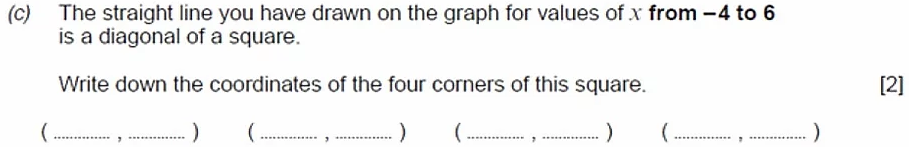 (c) The straight line you have drawn on the graph for values of x from −4 to 6
is a diagonal of a square.
Write down the coordinates of the four corners of this square. [2]
( .............. , .............. ) ( .............. , .............. ) ( .............. , .............. ) ( .............. , .............. )